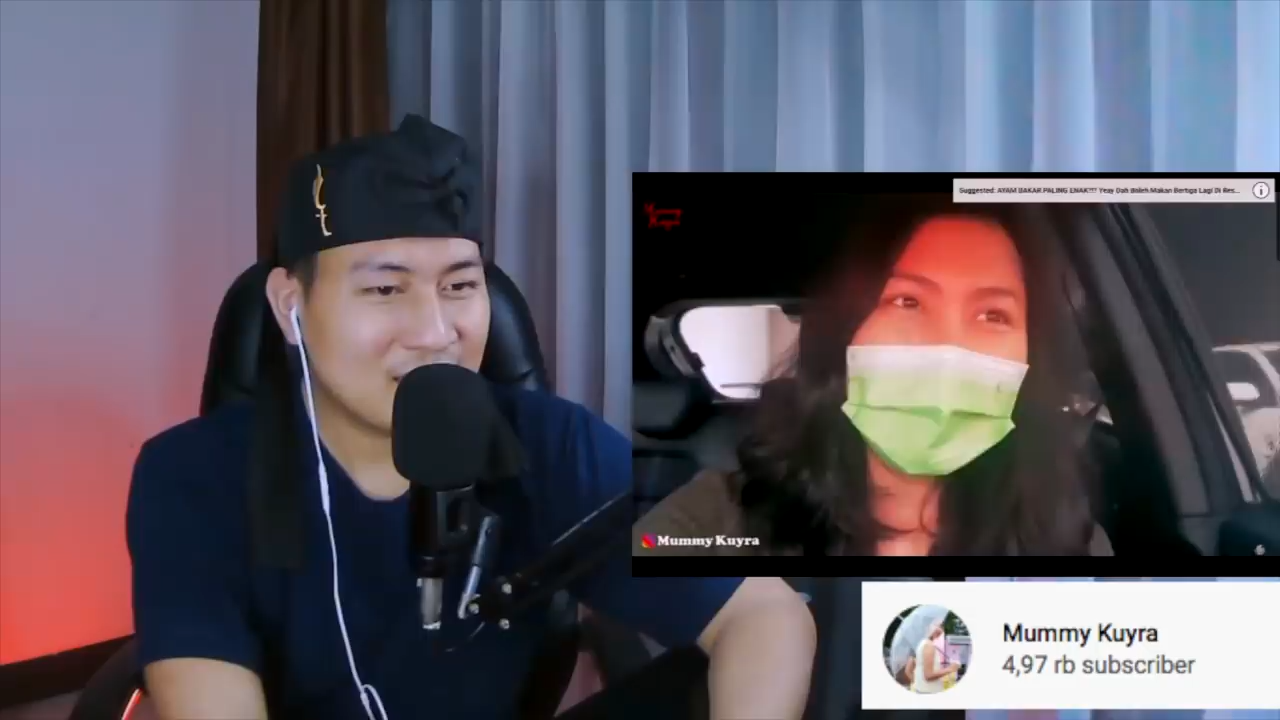 Suggested: AYAM BAKAR PALING ENAK!!! Yeay Dah Boleh Makan Bertiga Lagi Di Res...
Mummy Kuyra
Mummy Kuyra
4,97 rb subscriber